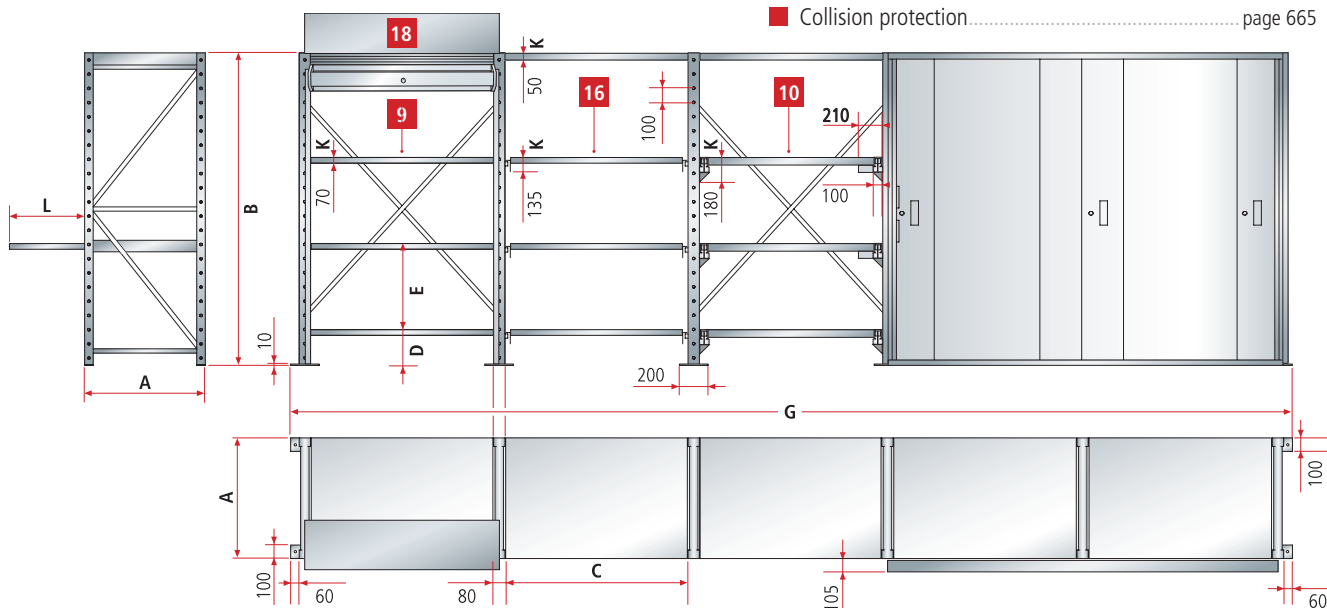 Collision protection................................................ page 665
18
K
50
16
10
9
100
210
K
70
K
135
K
180
100
L
B
E
D
10
A
200
G
A
100
100
60
80
C
105
60